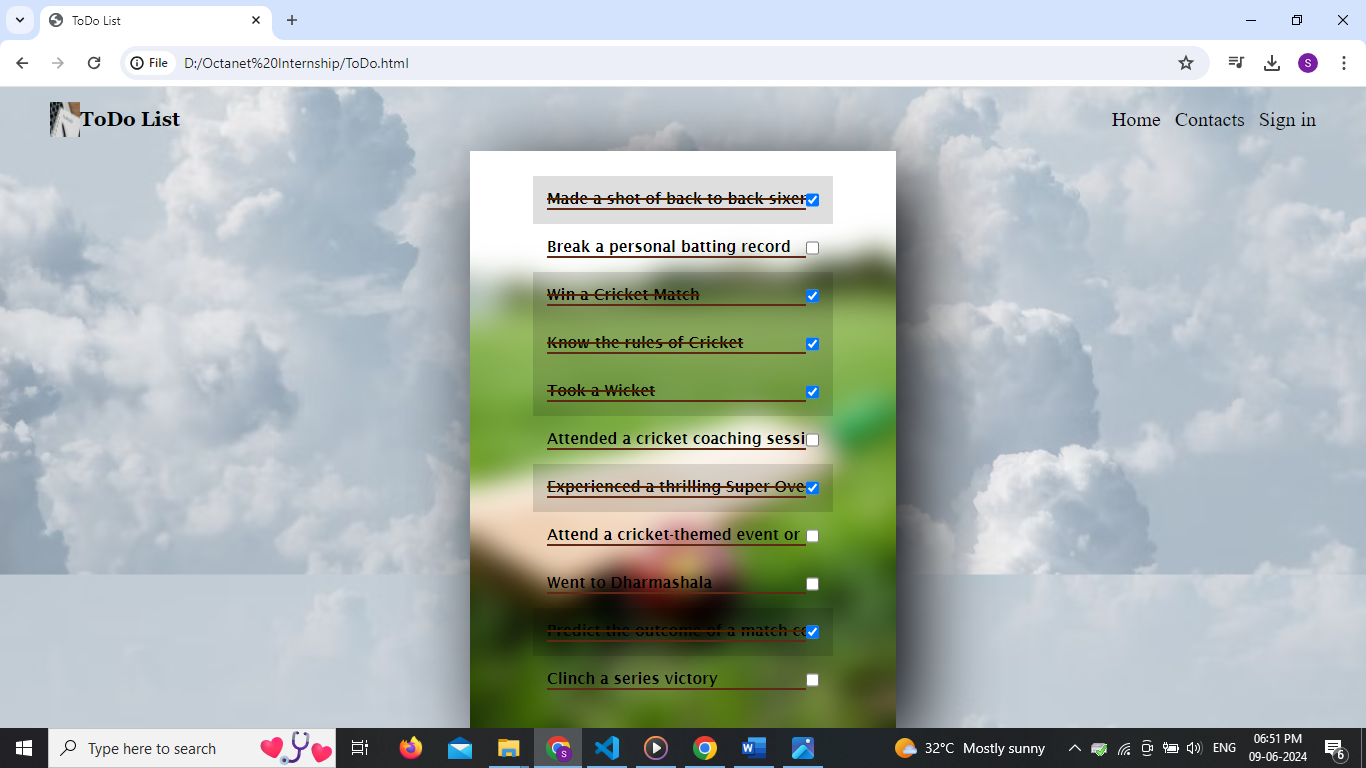 ToDo List
File
D:/Octanet%20Internship/ToDo.html
S
ToDo List
Home Contacts Sign in
Made a shot of back to back sixer
Break a personal batting record
Win a Cricket Match
Know the rules of Cricket
Took a Wicket
Attended a cricket coaching sessi
Experienced a thrilling Super Ove
Attend a cricket-themed event or
Went to Dharmashala
Predict the outcome of a match co
Clinch a series victory
Type here to search
S
W
32°C Mostly sunny
ENG
06:51 PM
09-06-2024
6